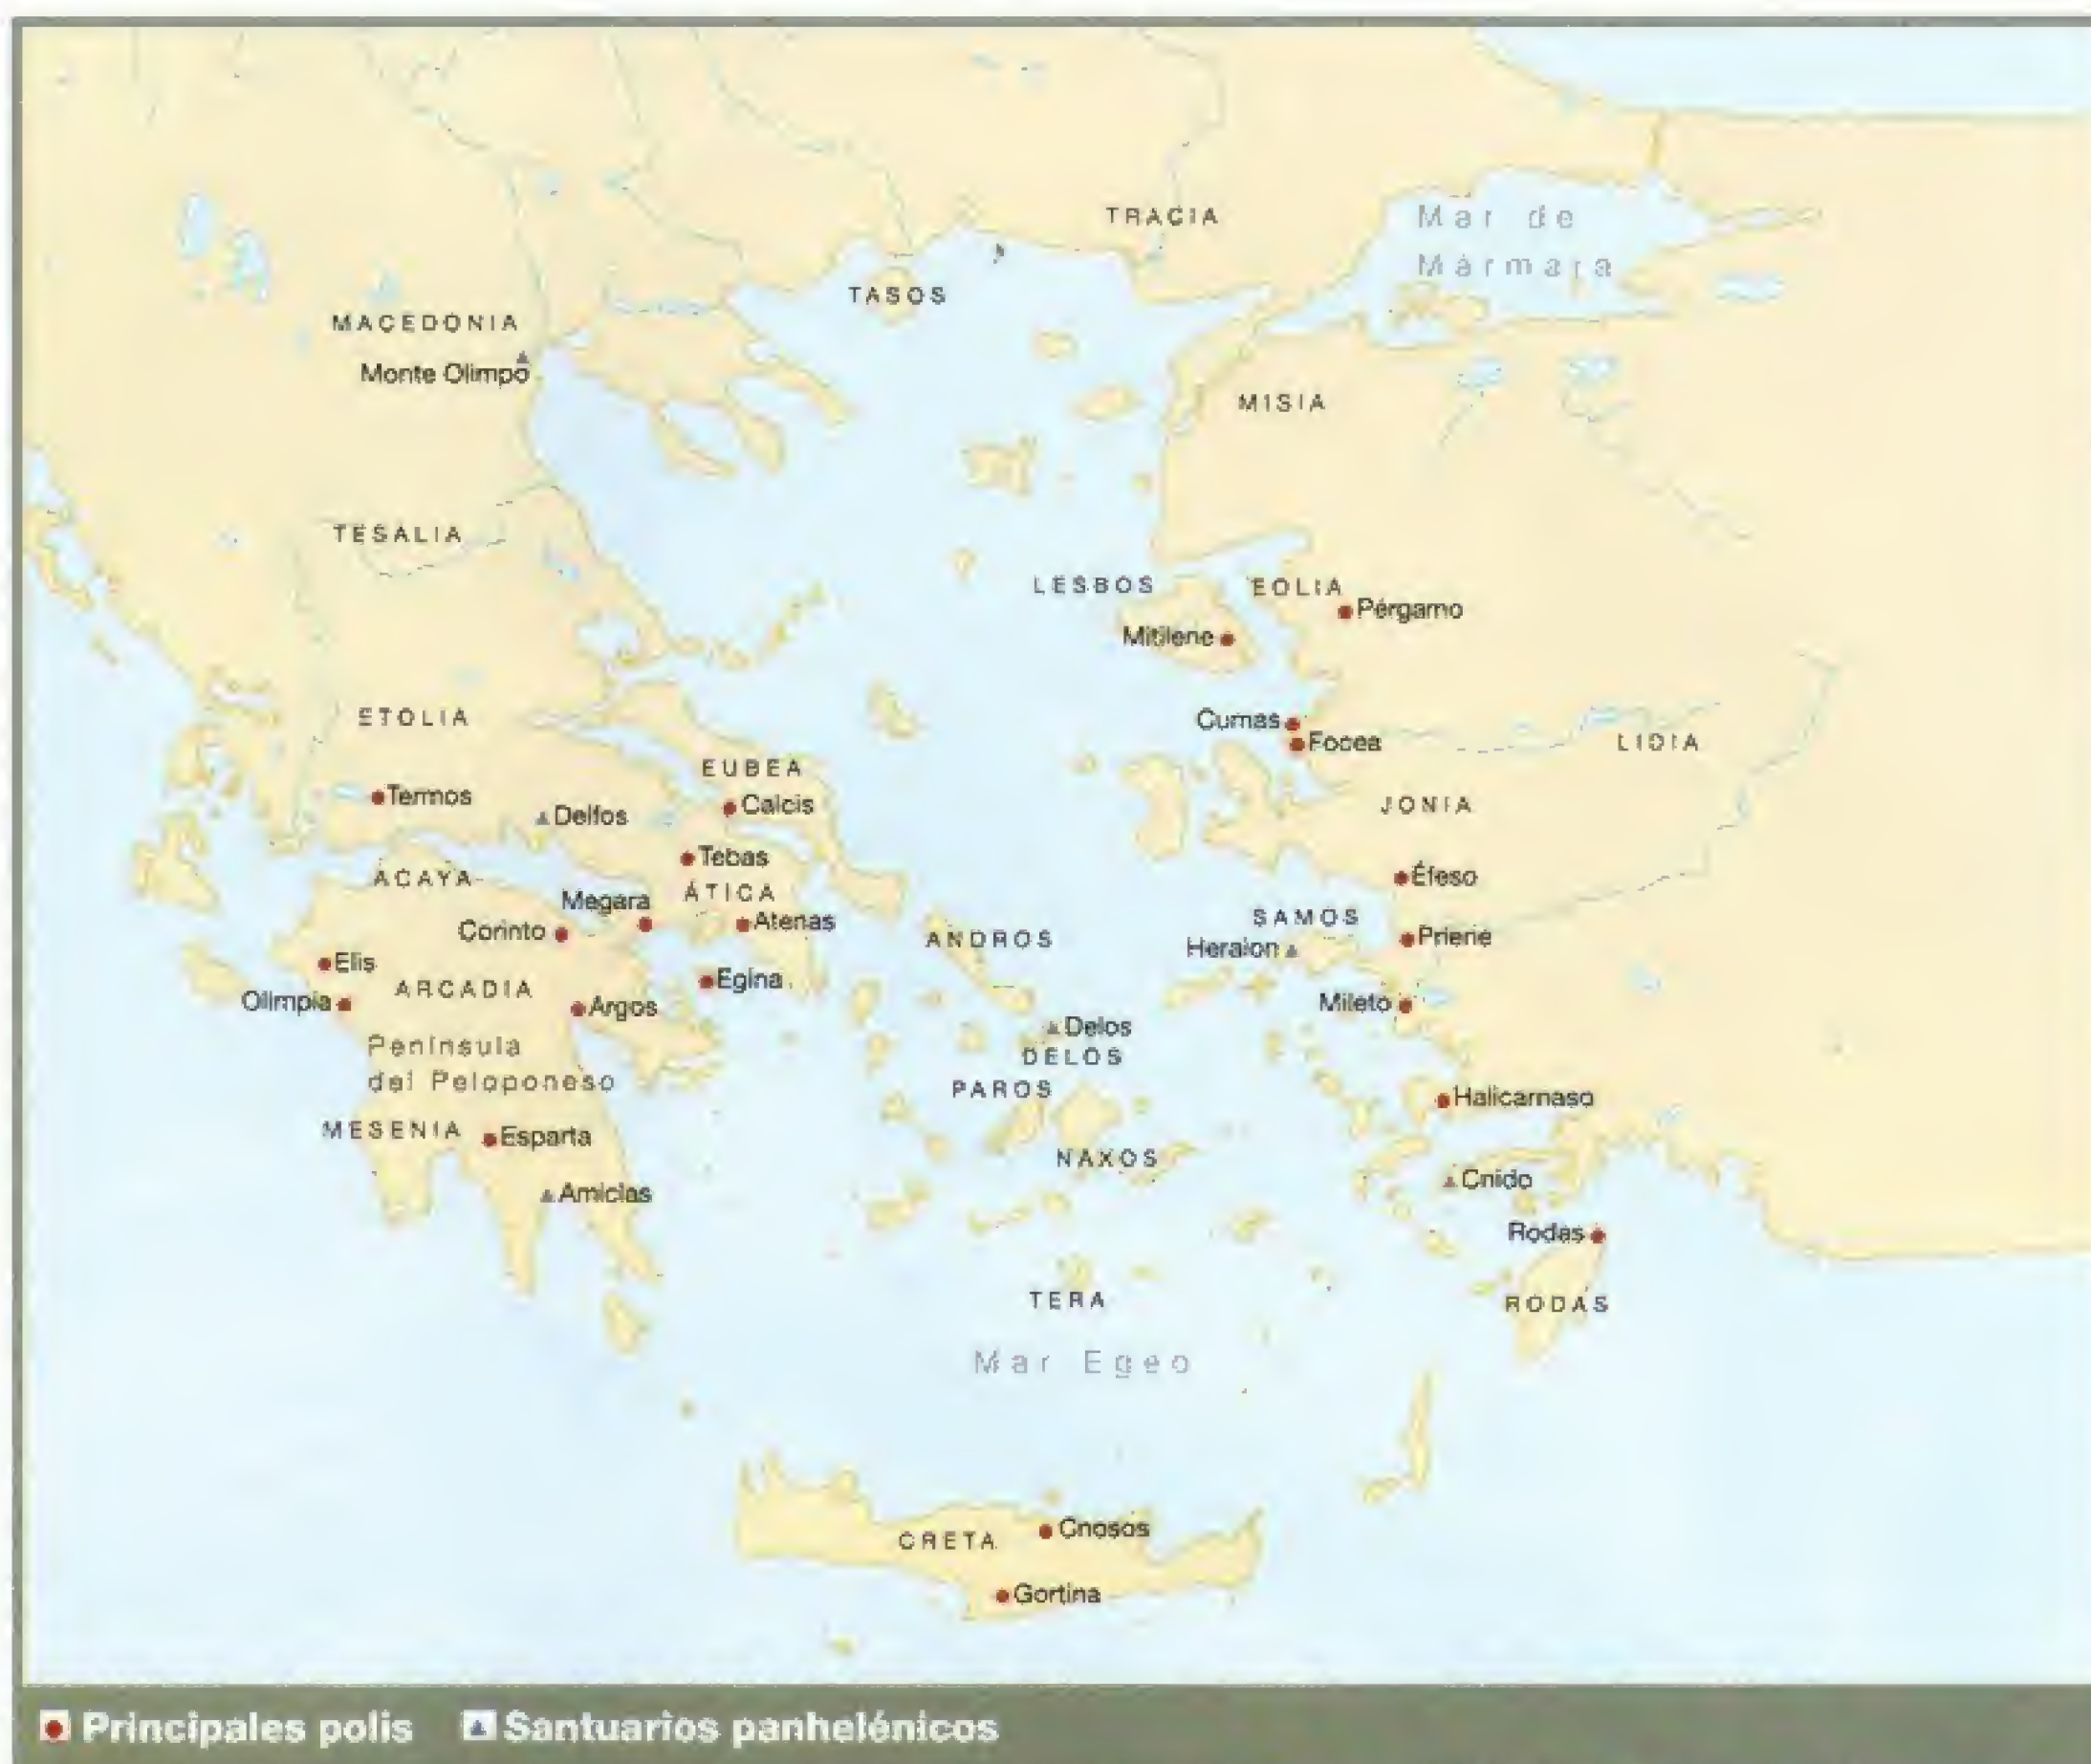 TRACIA
Mar de
Mármara
TASOS
MACEDONIA
Monte Olimpo
MISIA
TESALIA
LESBOS
EOLIA
Pérgamo
Mitilene
ETOLIA
Cumas
Focea
LIDIA
EUBEA
Termos
Calcis
JONIA
Delfos
Tebas
ACAYA
ÁTICA
Éfeso
Megara
Corinto
Atenas
SAMOS
ANDROS
Heraion
Priene
Elis
Egina
ARCADIA
Olimpia
Argos
Mileto
Delos
DELOS
Península
del Peloponeso
PAROS
Halicarnaso
MESENIA
Esparta
NAXOS
Amiclas
Cnido
Rodas
TERA
RODAS
Mar Egeo
Cnosos
CRETA
Gortina
Principales polis
Santuarios panhelénicos